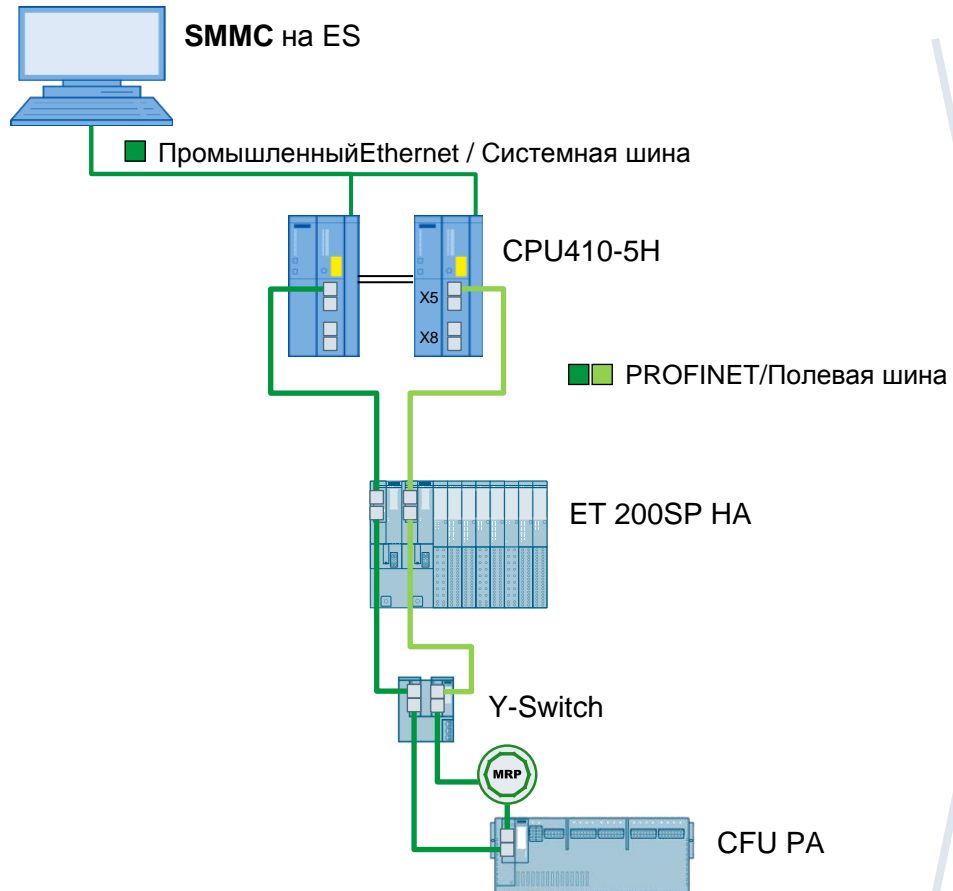 SMMC на ES
ПромышленныйEthernet / Системная шина
CPU410-5H
X5
X8
PROFINET/Полевая шина
ET 200SP HA
Y-Switch
MRP
CFU PA